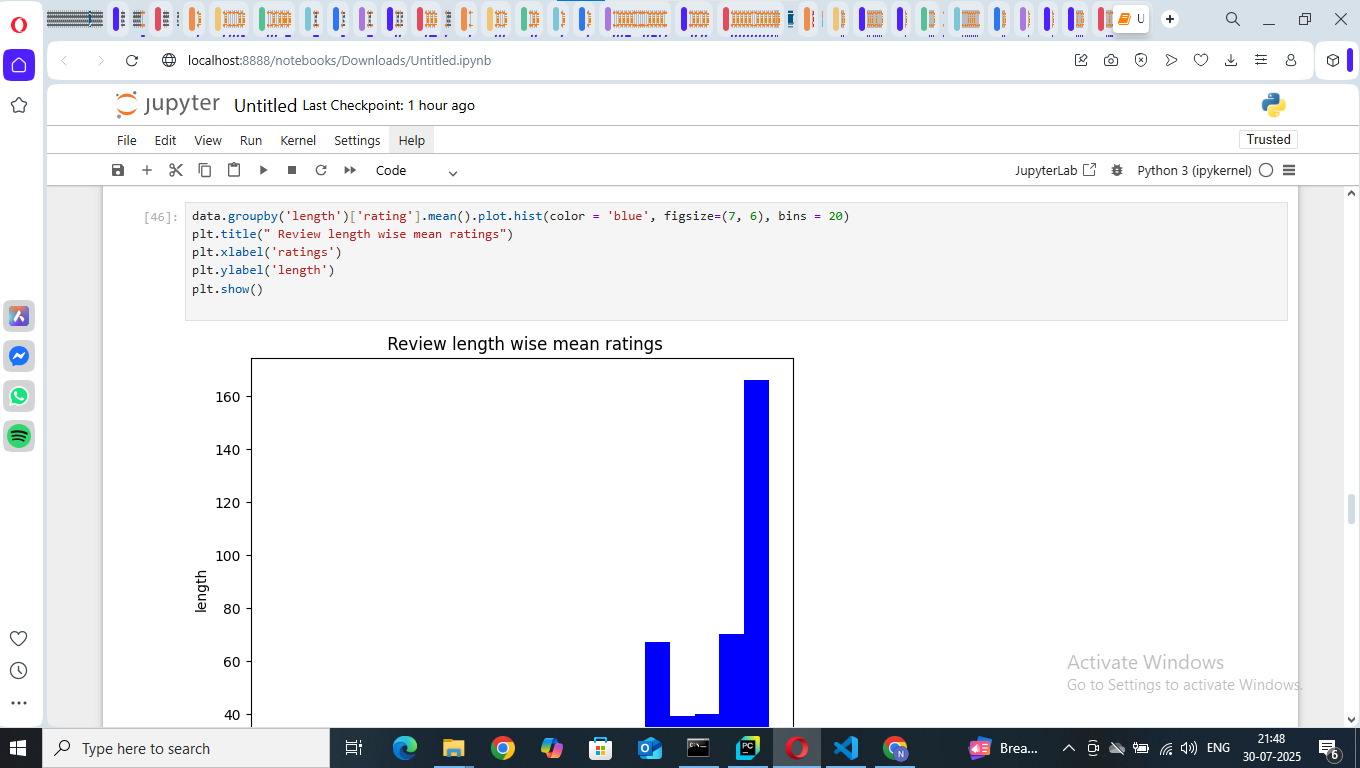 U
localhost:8888/notebooks/Downloads/Untitled.ipynb
jupyter Untitled Last Checkpoint: 1 hour ago
File Edit View Run Kernel Settings Help
Trusted
Code
JupyterLab
Python 3 (ipykernel)
[46]:
data.groupby('length')['rating'].mean().plot.hist(color = 'blue', figsize=(7, 6), bins = 20)
plt.title(" Review length wise mean ratings")
plt.xlabel('ratings')
plt.ylabel('length')
plt.show()
Review length wise mean ratings
160
140
120
100
80
60
40
length
Activate Windows
Go to Settings to activate Windows.
Type here to search
PC
N
Brea...
ENG
21:48
30-07-2025
6